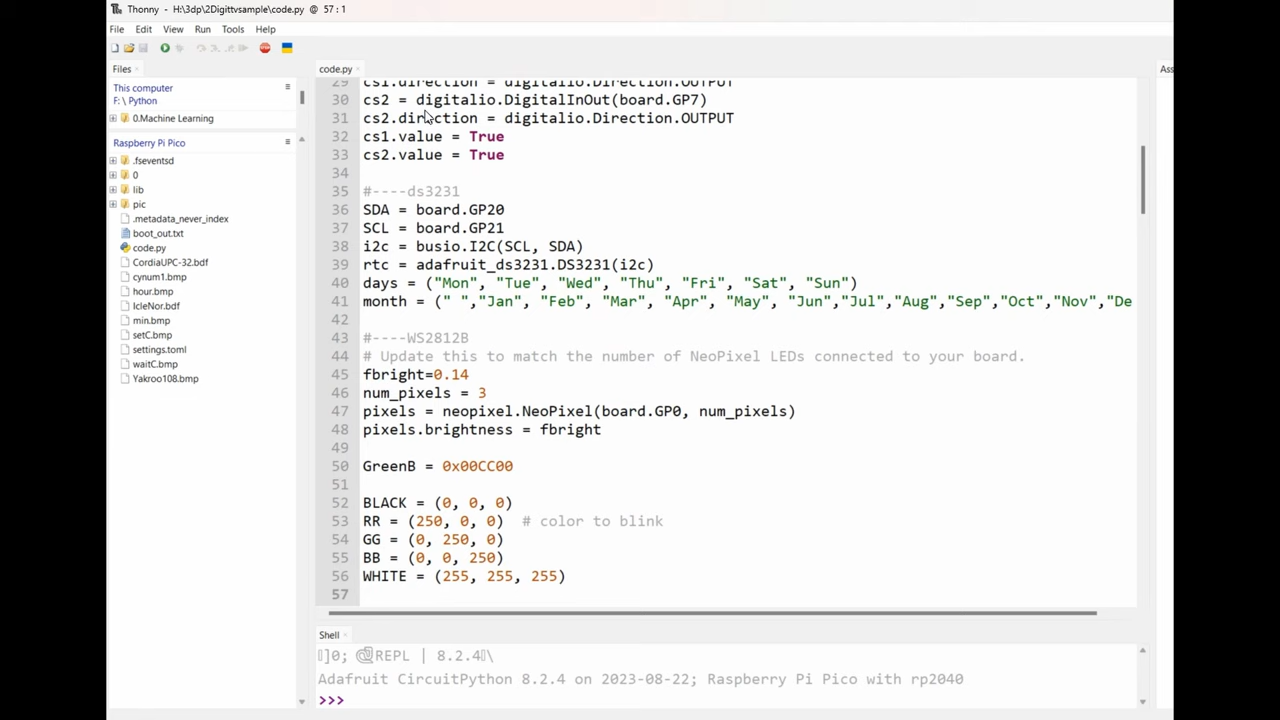 Thonny - H:\3dp\2Digittvsample\code.py @ 57 : 1
File Edit View Run Tools Help
Files
This computer
F: \ Python
0.Machine Learning
Raspberry Pi Pico
.fseventsd
0
lib
pic
.metadata_never_index
boot_out.txt
code.py
CordiaUPC-32.bdf
cynum1.bmp
hour.bmp
IcleNor.bdf
min.bmp
setC.bmp
settings.toml
waitC.bmp
Yakroo108.bmp
code.py
29 cs1.direction = digitalio.Direction.OUTPUT
30 cs2 = digitalio.DigitalInOut(board.GP7)
31 cs2.direction = digitalio.Direction.OUTPUT
32 cs1.value = True
33 cs2.value = True
34
35 #----ds3231
36 SDA = board.GP20
37 SCL = board.GP21
38 i2c = busio.I2C(SCL, SDA)
39 rtc = adafruit_ds3231.DS3231(i2c)
40 days = ("Mon", "Tue", "Wed", "Thu", "Fri", "Sat", "Sun")
41 month = (" ","Jan", "Feb", "Mar", "Apr", "May", "Jun","Jul","Aug","Sep","Oct","Nov","De
42
43 #----WS2812B
44 # Update this to match the number of NeoPixel LEDs connected to your board.
45 fbright=0.14
46 num_pixels = 3
47 pixels = neopixel.NeoPixel(board.GP0, num_pixels)
48 pixels.brightness = fbright
49
50 GreenB = 0x00CC00
51
52 BLACK = (0, 0, 0)
53 RR = (250, 0, 0)  # color to blink
54 GG = (0, 250, 0)
55 BB = (0, 0, 250)
56 WHITE = (255, 255, 255)
57
Ass
Shell
]0; REPL | 8.2.4 \
Adafruit CircuitPython 8.2.4 on 2023-08-22; Raspberry Pi Pico with rp2040
>>>